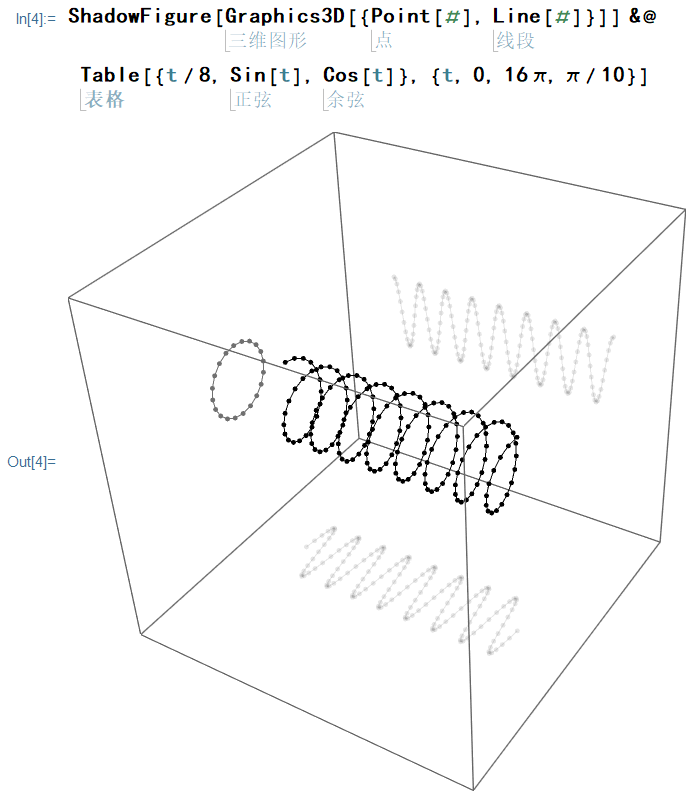 In[4]:= ShadowFigure[Graphics3D[{Point[#], Line[#]}]] &@
三维图形 点 线段
Table[{t / 8, Sin[t], Cos[t]}, {t, 0, 16 π, π / 10}]
表格 正弦 余弦
Out[4]=